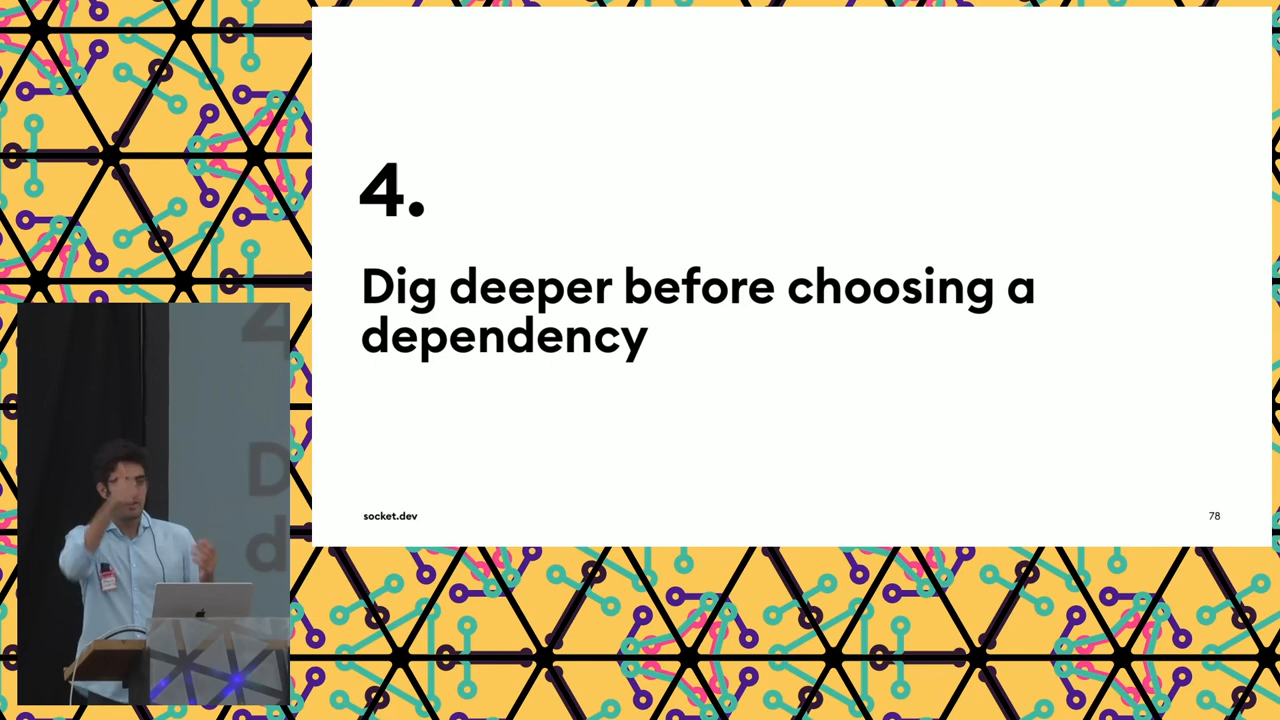 4.
Dig deeper before choosing a
dependency
socket.dev
78